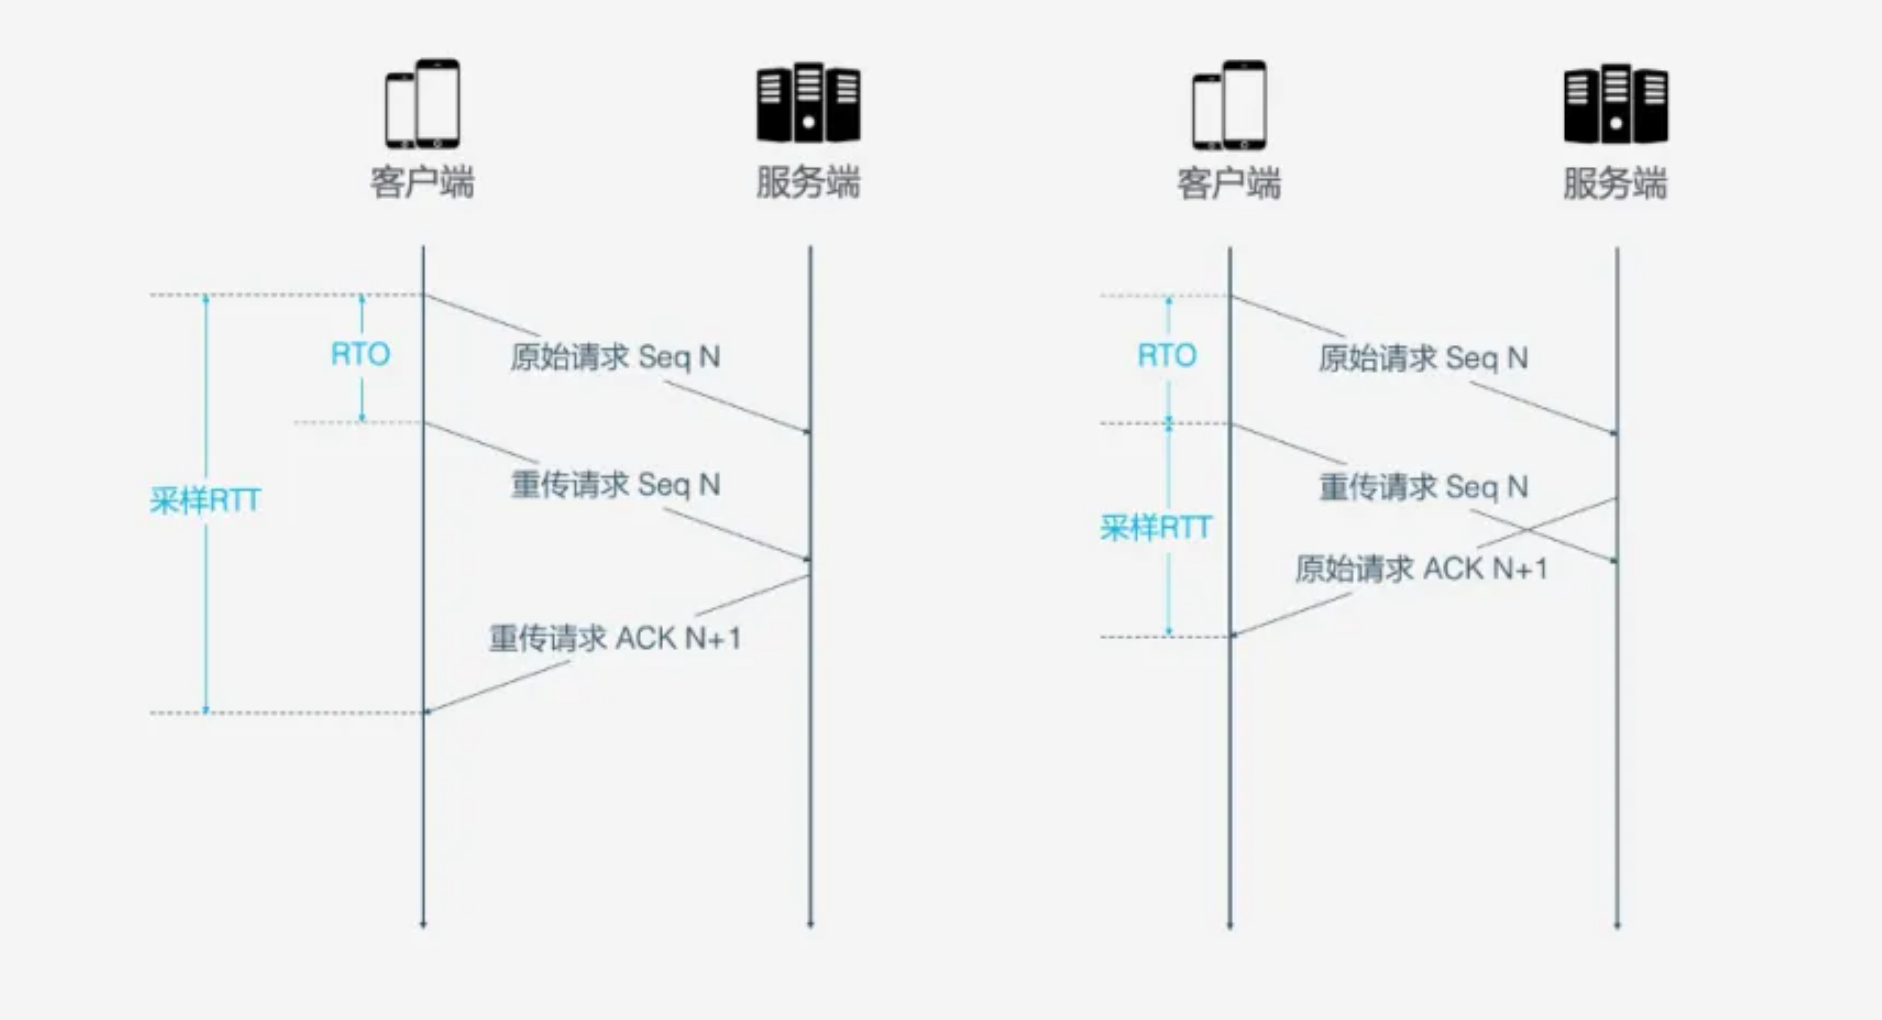 客户端
服务端
RTO
原始请求 Seq N
重传请求 Seq N
采样RTT
重传请求 ACK N+1
客户端
服务端
RTO
原始请求 Seq N
重传请求 Seq N
采样RTT
原始请求 ACK N+1